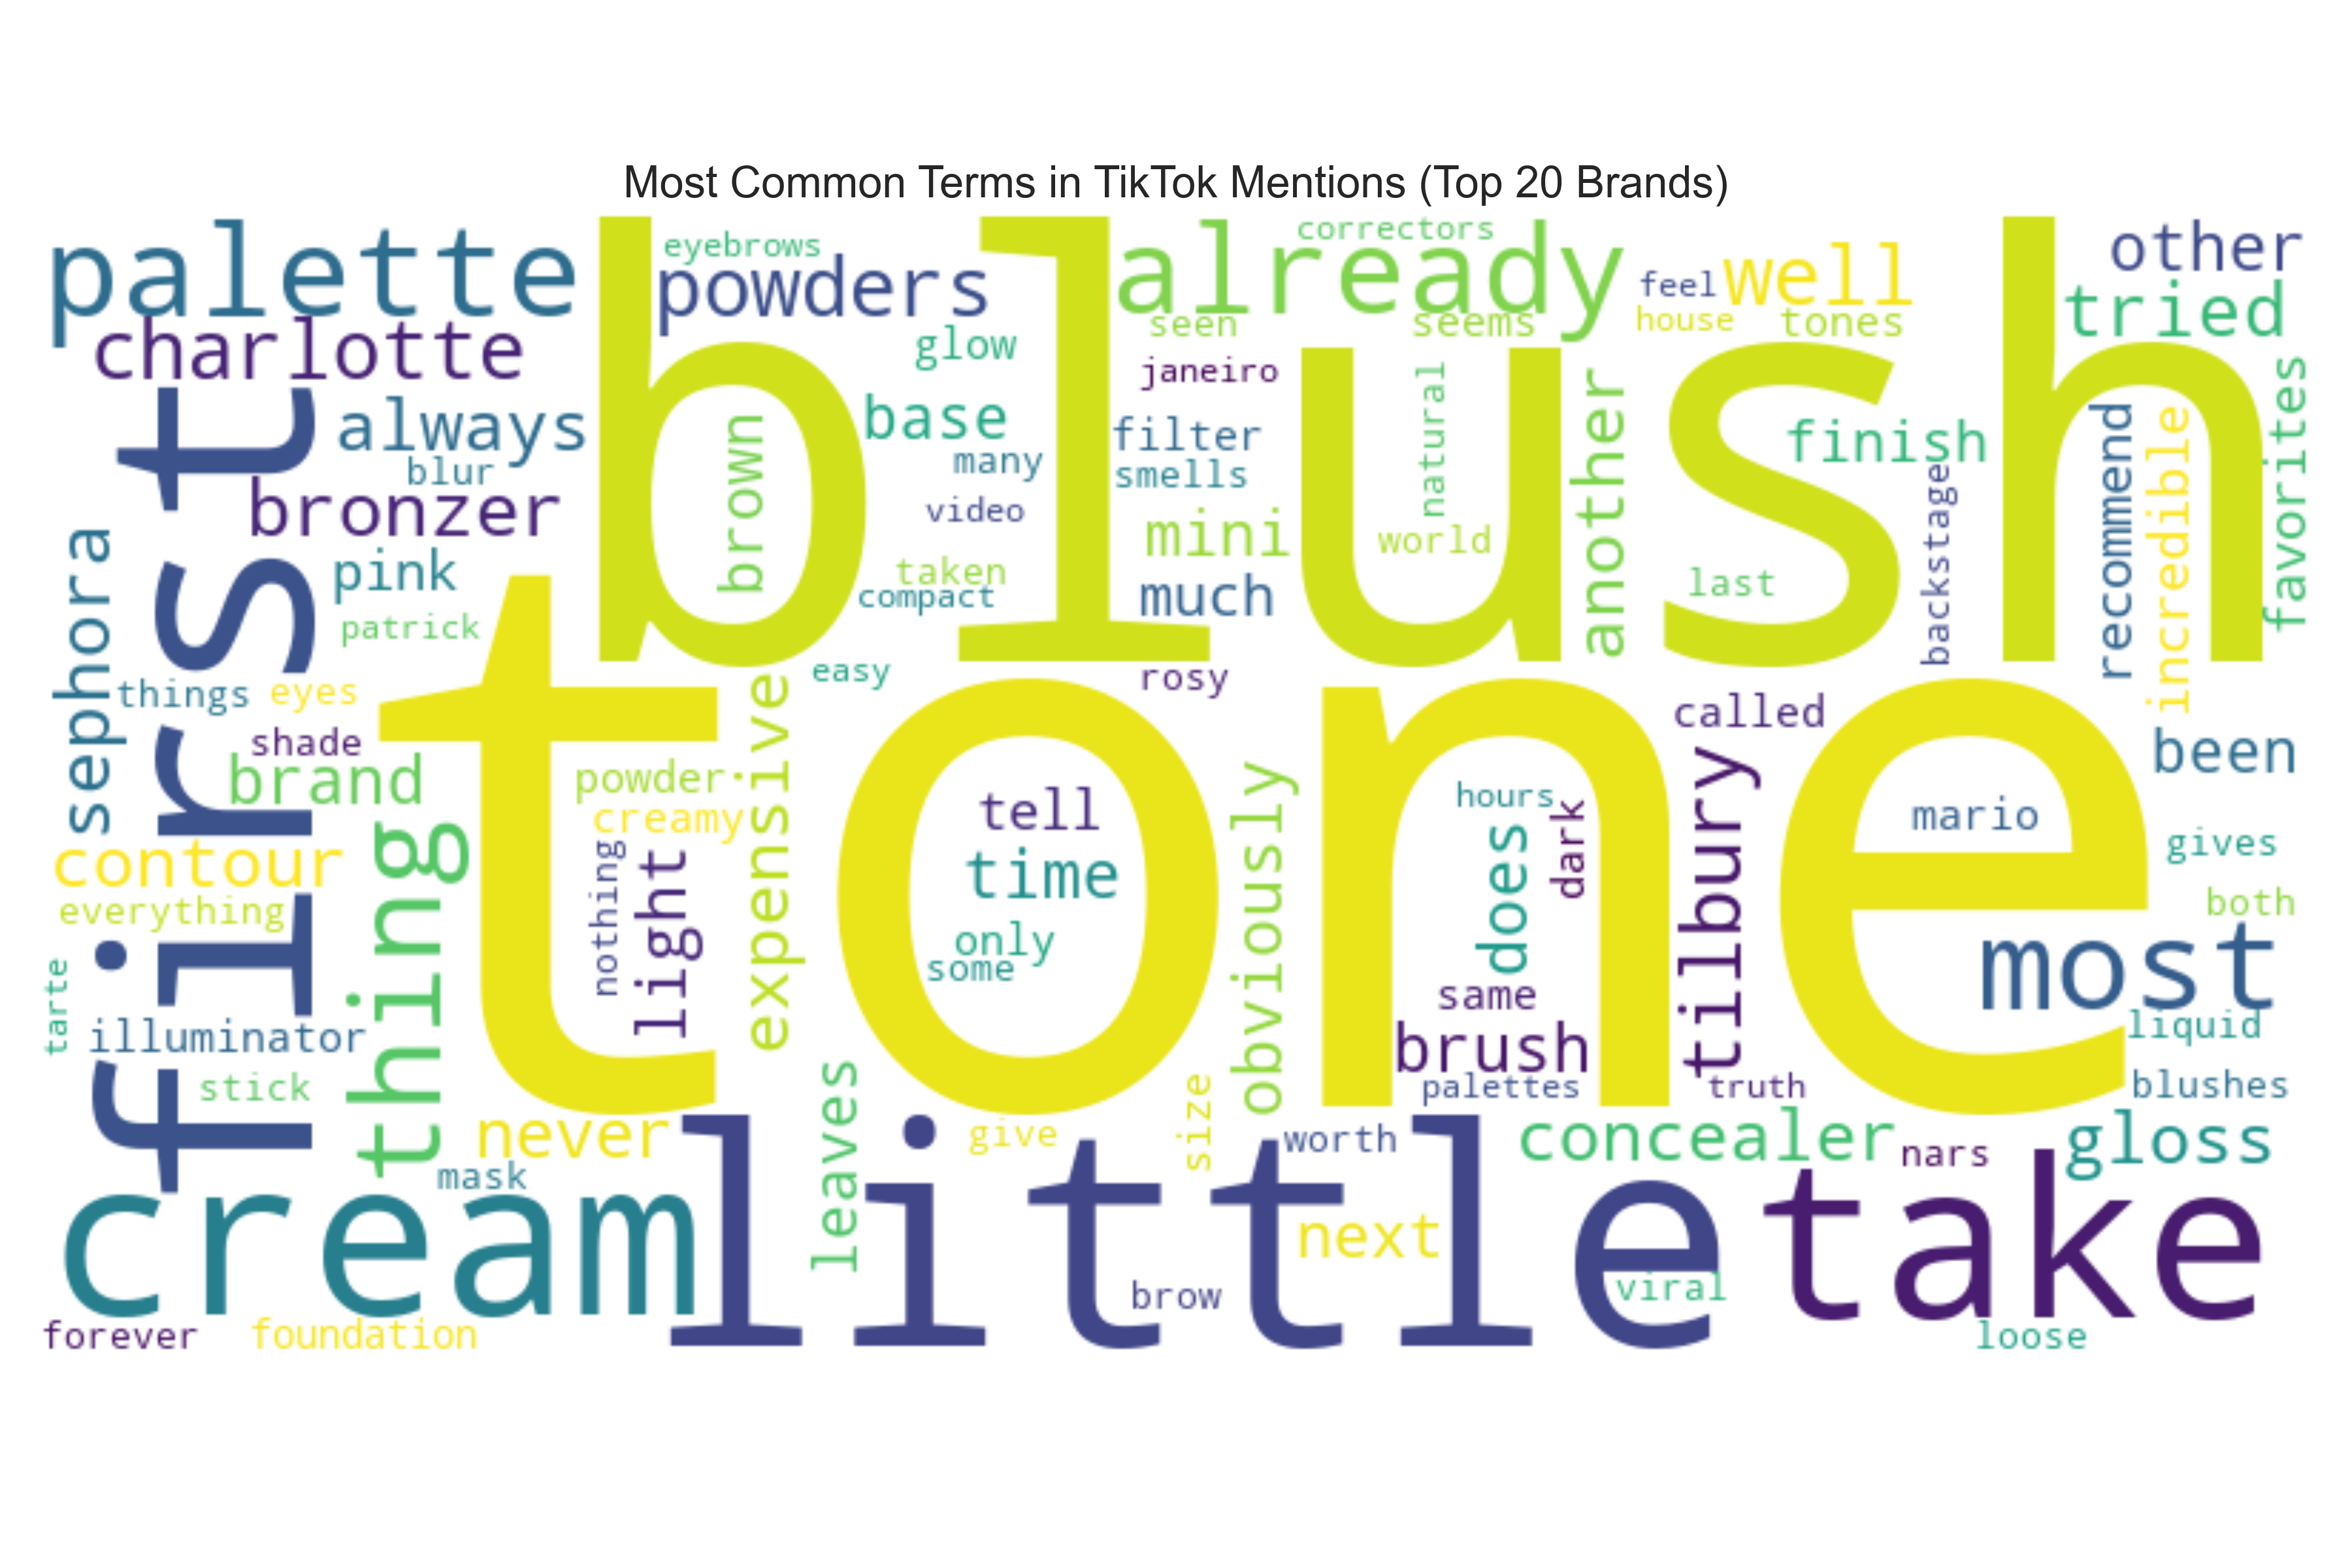 Most Common Terms in TikTok Mentions (Top 20 Brands)
palette
eyebrows
powders
blush
already
correctors
feel
well
other
house
tones
tried
seen
seems
charlotte
glow
janeiro
first
always
blur
bronzer
brown
base
many
video
filter
smells
natural
another
finish
backstage
recommend
incredible
favorites
sephora
pink
patrick
taken
compact
mini
much
world
last
things
eyes
easy
rosy
tone
called
been
shade
brand
powder
creamy
expensive
tell
time
only
some
obviously
hours
does
dark
tilbury
mario
gives
both
contour
everything
thing
nothing
light
same
brush
most
tarte
illuminator
stick
liquid
palettes
truth
blushes
never
mask
leaves
give
size
worth
concealer
nars
gloss
cream
little
next
take
brow
viral
forever
foundation
loose